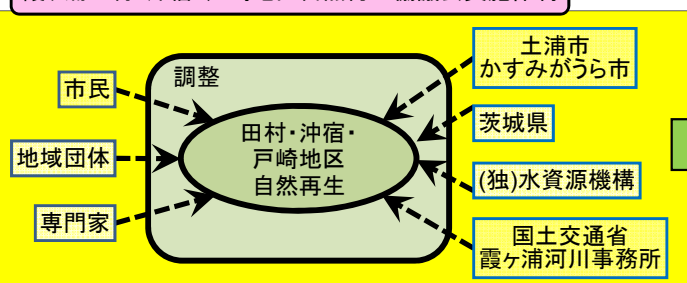 調整
市民
地域団体
専門家
田村・沖宿・
戸崎地区
自然再生
土浦市
かすみがうら市
茨城県
(独)水資源機構
国土交通省
霞ヶ浦河川事務所